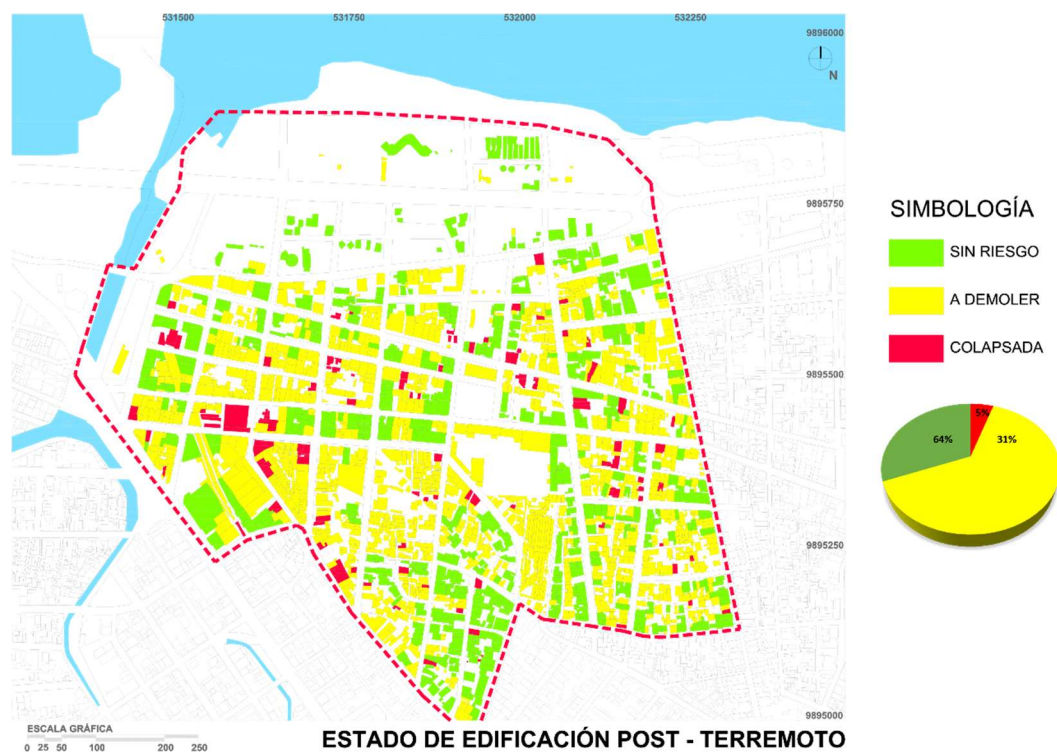 531500
531750
532000
532250
9896000
N
9895750
SIMBOLOGÍA
SIN RIESGO
A DEMOLER
COLAPSADA
9895500
5%
64%
31%
9895250
9895000
ESCALA GRÁFICA
0 25 50 100 200 250
ESTADO DE EDIFICACIÓN POST - TERREMOTO